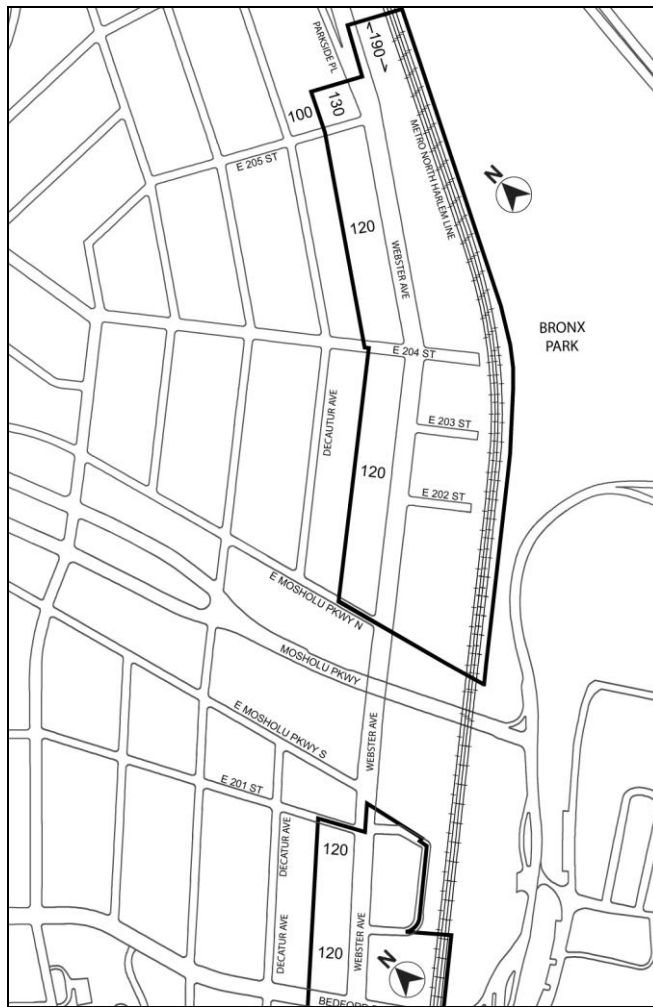 PARKSIDE PL
←190→
130
100
E 205 ST
METRO NORTH HARLEM LINE
N
120
WEBSTER AVE
BRONX
PARK
E 204 ST
DECAUTUR AVE
E 203 ST
120
E 202 ST
E MOSHOLU PKWY N
MOSHOLU PKWY
E MOSHOLU PKWY S
WEBSTER AVE
E 201 ST
DECATUR AVE
120
DECATUR AVE
WEBSTER AVE
120
N
BEDFORD